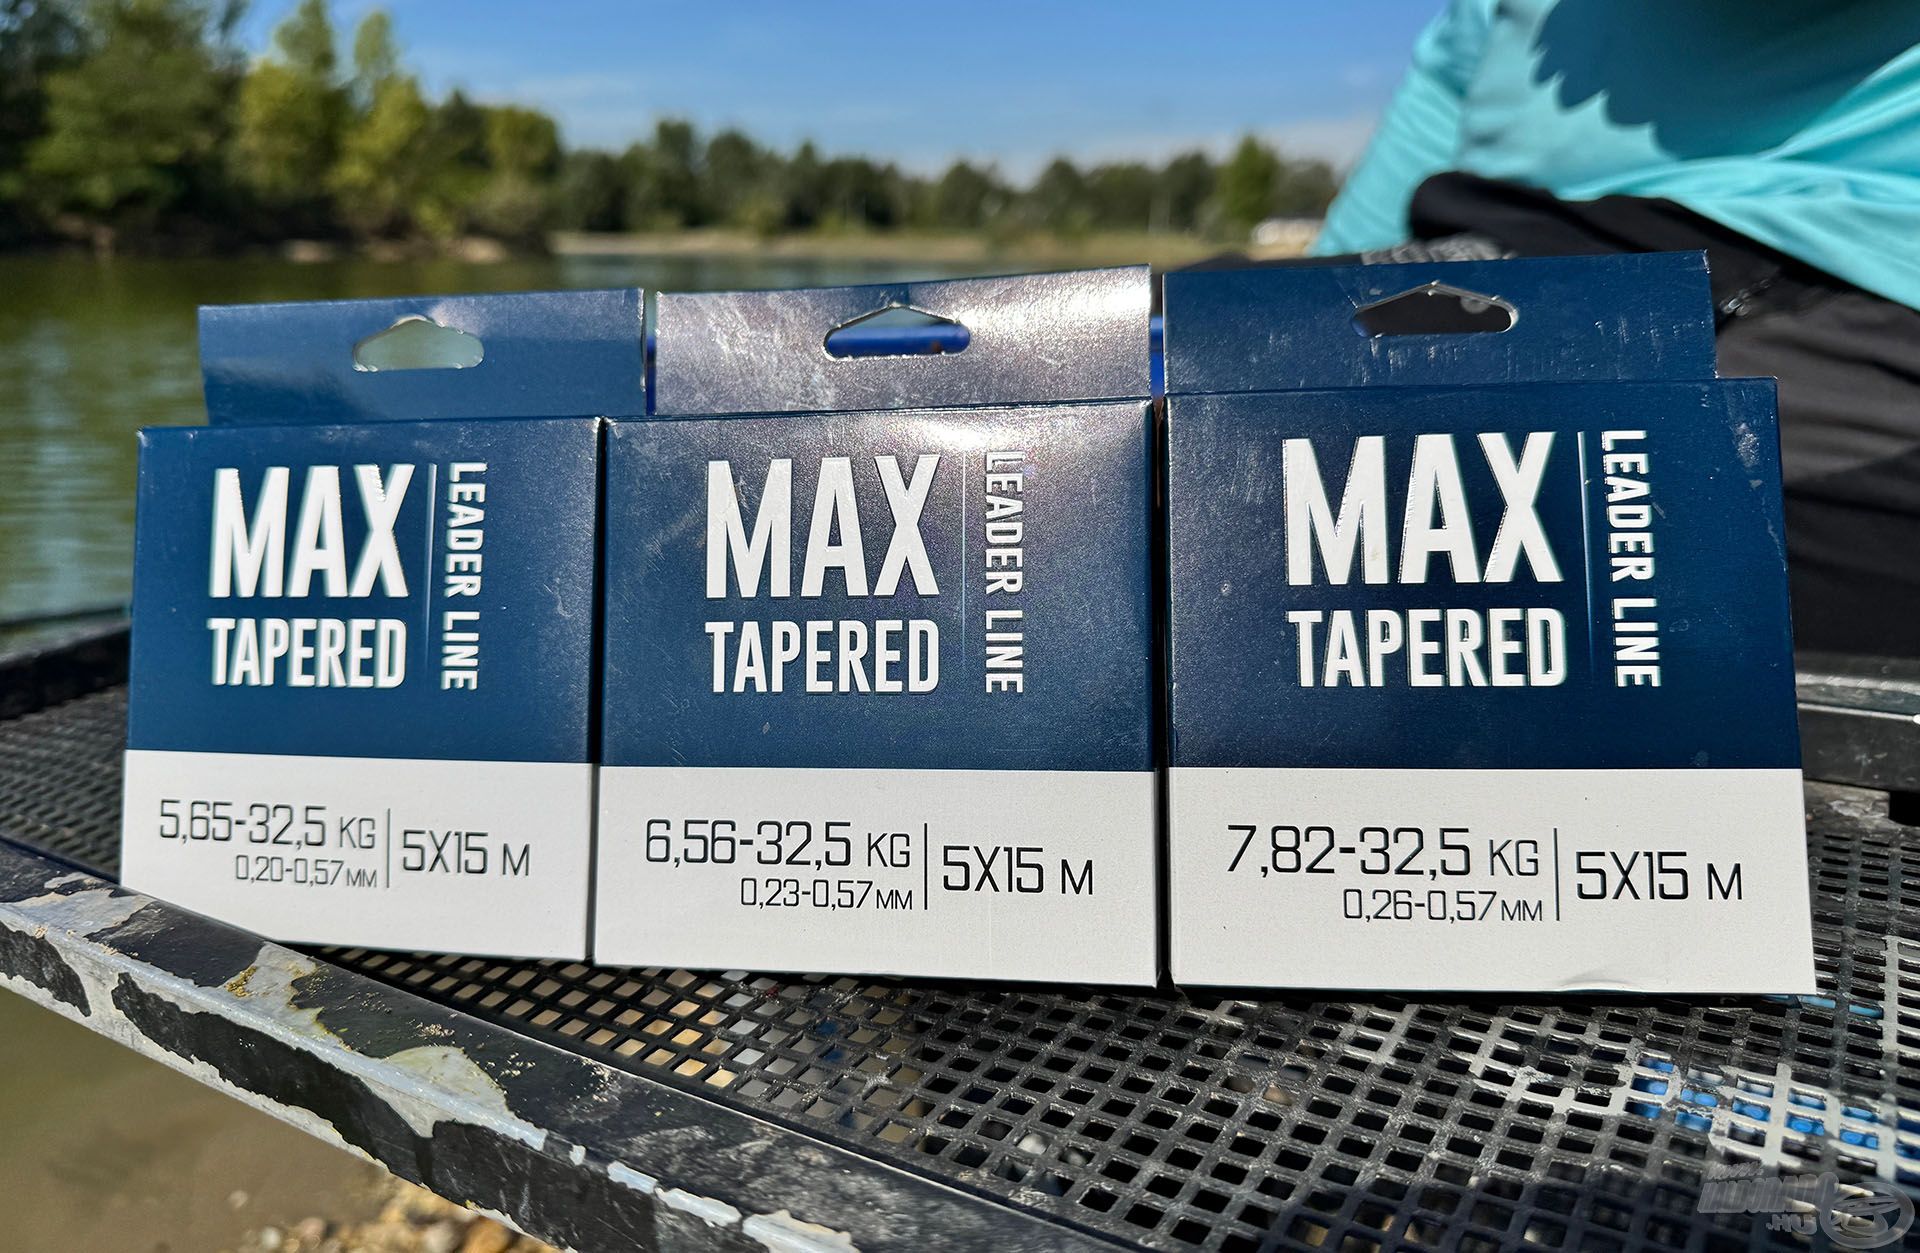 MAX
TAPERED
LEADER LINE
5,65-32,5 KG
0,20-0,57 MM
5X15 M
MAX
TAPERED
LEADER LINE
6,56-32,5 KG
0,23-0,57 MM
5X15 M
MAX
TAPERED
LEADER LINE
7,82-32,5 KG
0,26-0,57 MM
5X15 M
HALDORÁDÓ
.HU